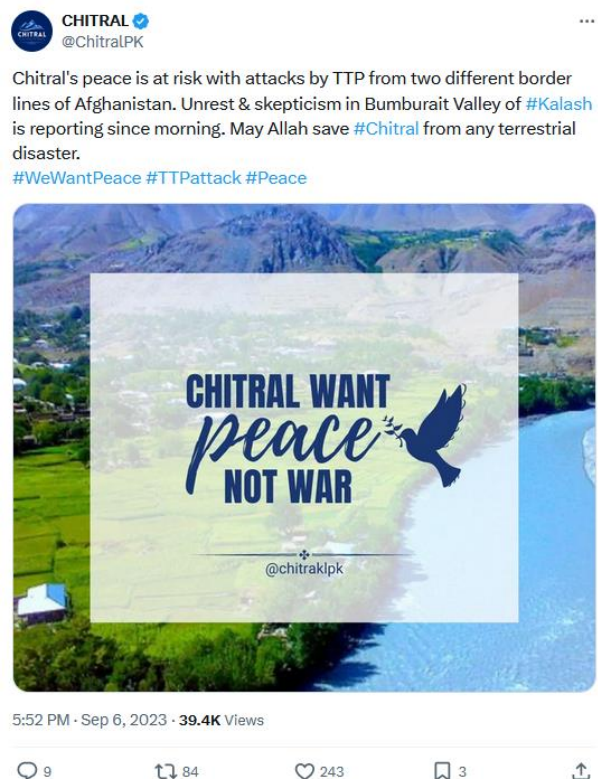 CHITRAL
@ChitralPK
Chitral's peace is at risk with attacks by TTP from two different border
lines of Afghanistan. Unrest & skepticism in Bumburait Valley of #Kalash
is reporting since morning. May Allah save #Chitral from any terrestrial
disaster.
#WeWantPeace #TTPattack #Peace
CHITRAL WANT
peace
NOT WAR
@chitraklpk
5:52 PM · Sep 6, 2023 · 39.4K Views
9 84 243 3